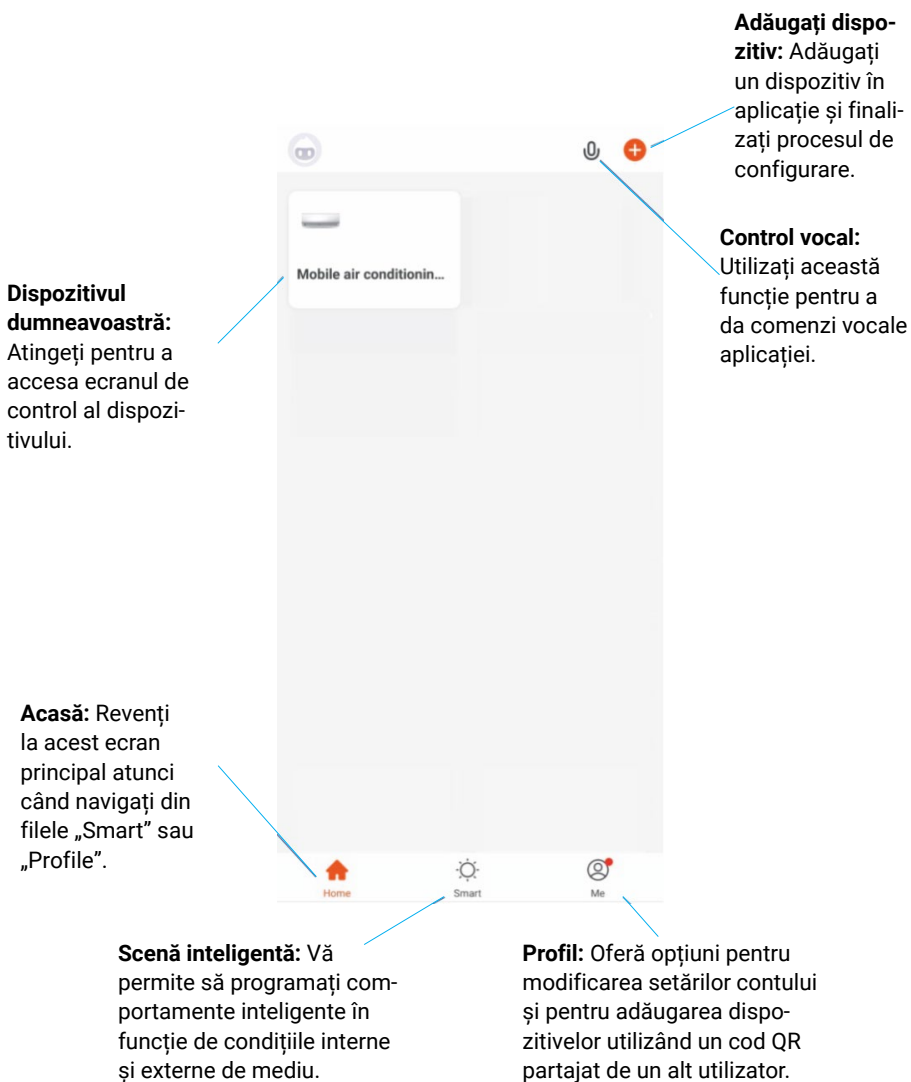 Adăugați dispo-
zitiv: Adăugați
un dispozitiv în
aplicație și finali-
zați procesul de
configurare.
Control vocal:
Utilizați această
funcție pentru a
da comenzi vocale
aplicației.
Mobile air conditionin...
Dispozitivul
dumneavoastră:
Atingeți pentru a
accesa ecranul de
control al dispozi-
tivului.
Acasă: Revenți
la acest ecran
principal atunci
când navigați din
filele „Smart” sau
„Profile”.
Home
Smart
Me
Scenă inteligentă: Vă
permite să programați com-
portamente inteligente în
funcție de condițiile interne
și externe de mediu.
Profil: Oferă opțiuni pentru
modificarea setărilor contului
și pentru adăugarea dispo-
zitivelor utilizând un cod QR
partajat de un alt utilizator.